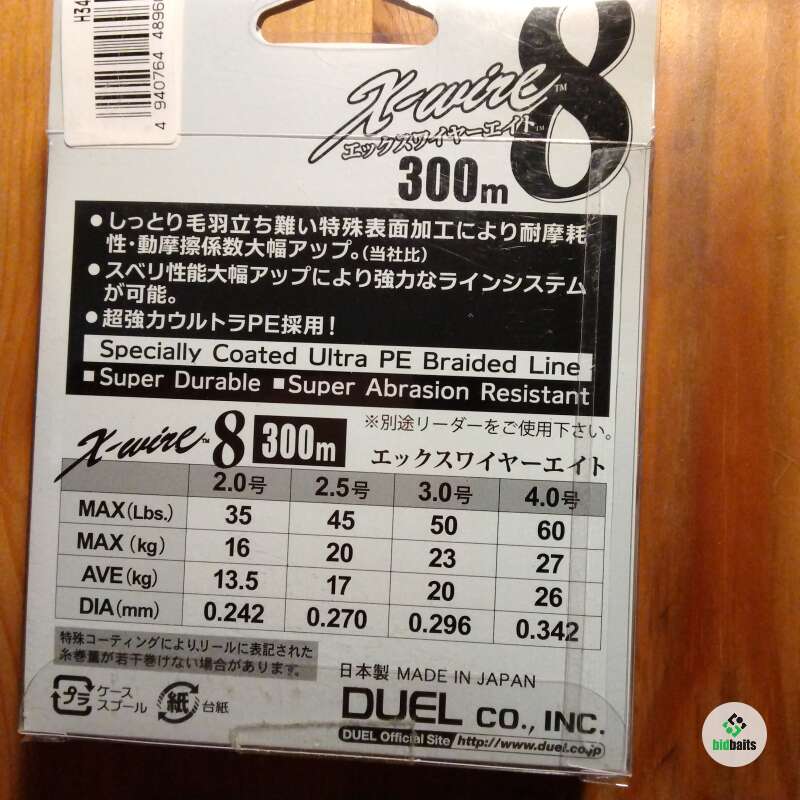 H34
4 940764 4896
X-wire™ 8
エックスワイヤーエイト™
300m
●しっとり毛羽立ち難い特殊表面加工により耐摩耗
性・動摩擦係数大幅アップ。(当社比)
●スベリ性能大幅アップにより強力なラインシステム
が可能。
●超強力ウルトラPE採用!
Specially Coated Ultra PE Braided Line
■Super Durable ■Super Abrasion Resistant
※別途リーダーをご使用下さい。
X-wire™ 8 300m エックスワイヤーエイト
2.0号 2.5号 3.0号 4.0号
MAX(Lbs.) 35 45 50 60
MAX (kg) 16 20 23 27
AVE(kg) 13.5 17 20 26
DIA(mm) 0.242 0.270 0.296 0.342
特殊コーティングにより、リールに表記された
糸巻量が若干巻けない場合があります。
日本製 MADE IN JAPAN
プラ ケース
スプール
紙 台紙
DUEL CO., INC.
DUEL Official Site http://www.duel.co.jp
bidbaits